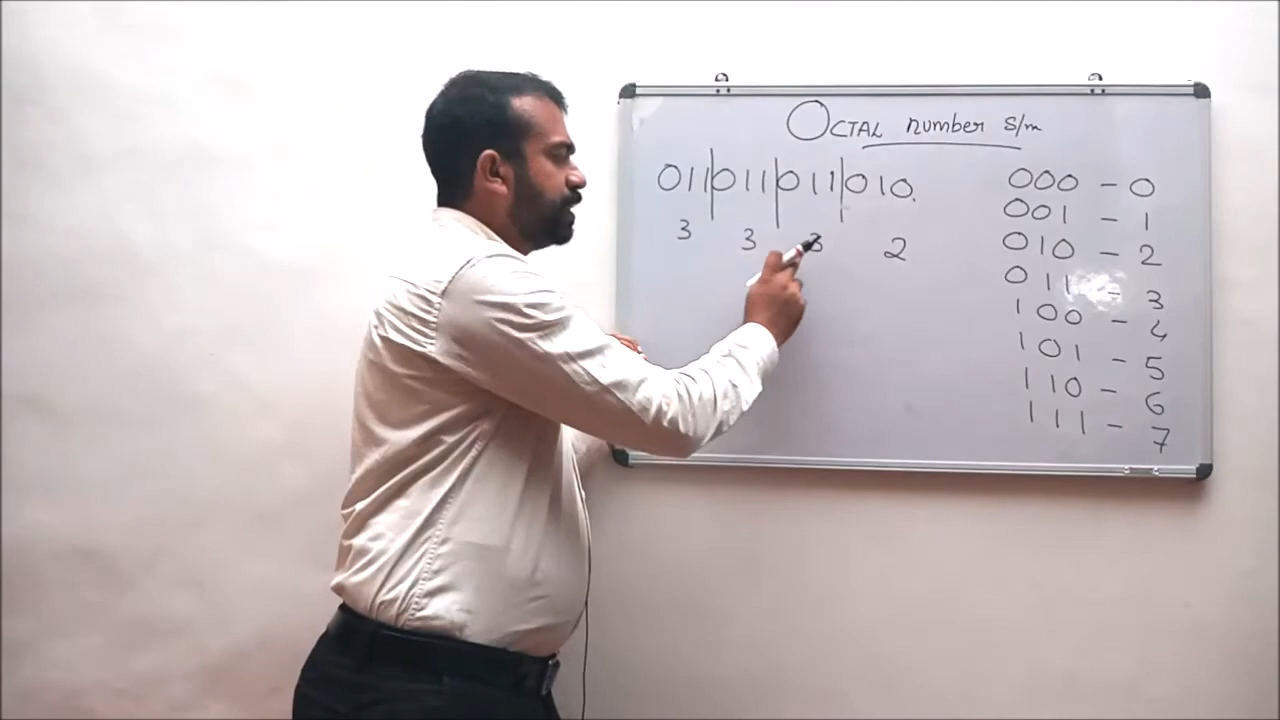 OCTAL number s/m
011|011|011|010.
3 3 3 2
000 - 0
001 - 1
010 - 2
011 - 3
100 - 4
101 - 5
110 - 6
111 - 7